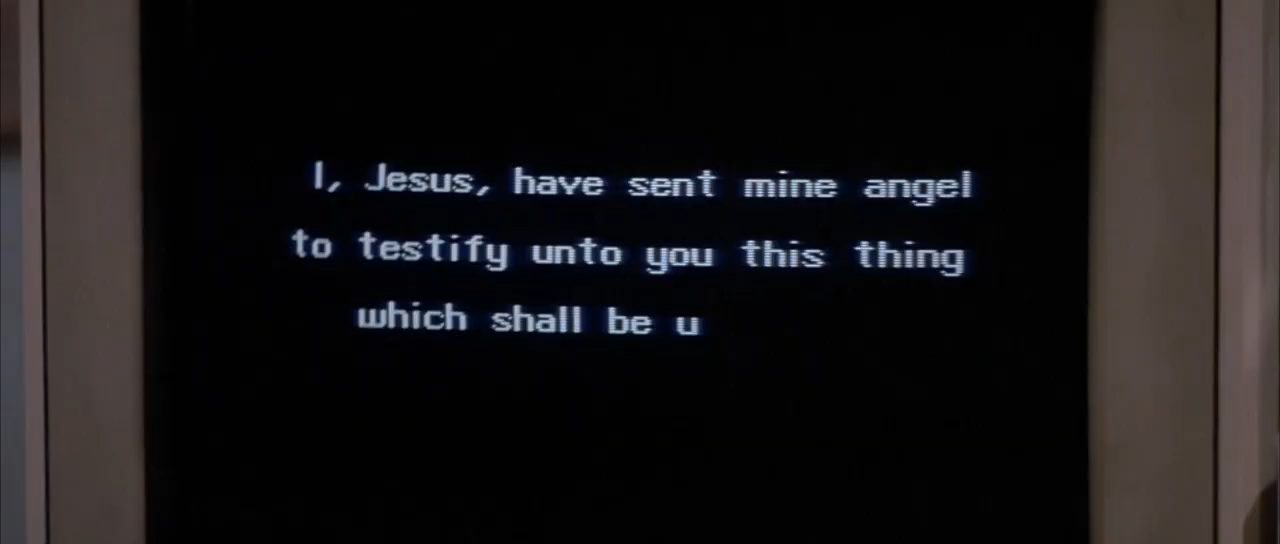 I, Jesus, have sent mine angel
to testify unto you this thing
which shall be u